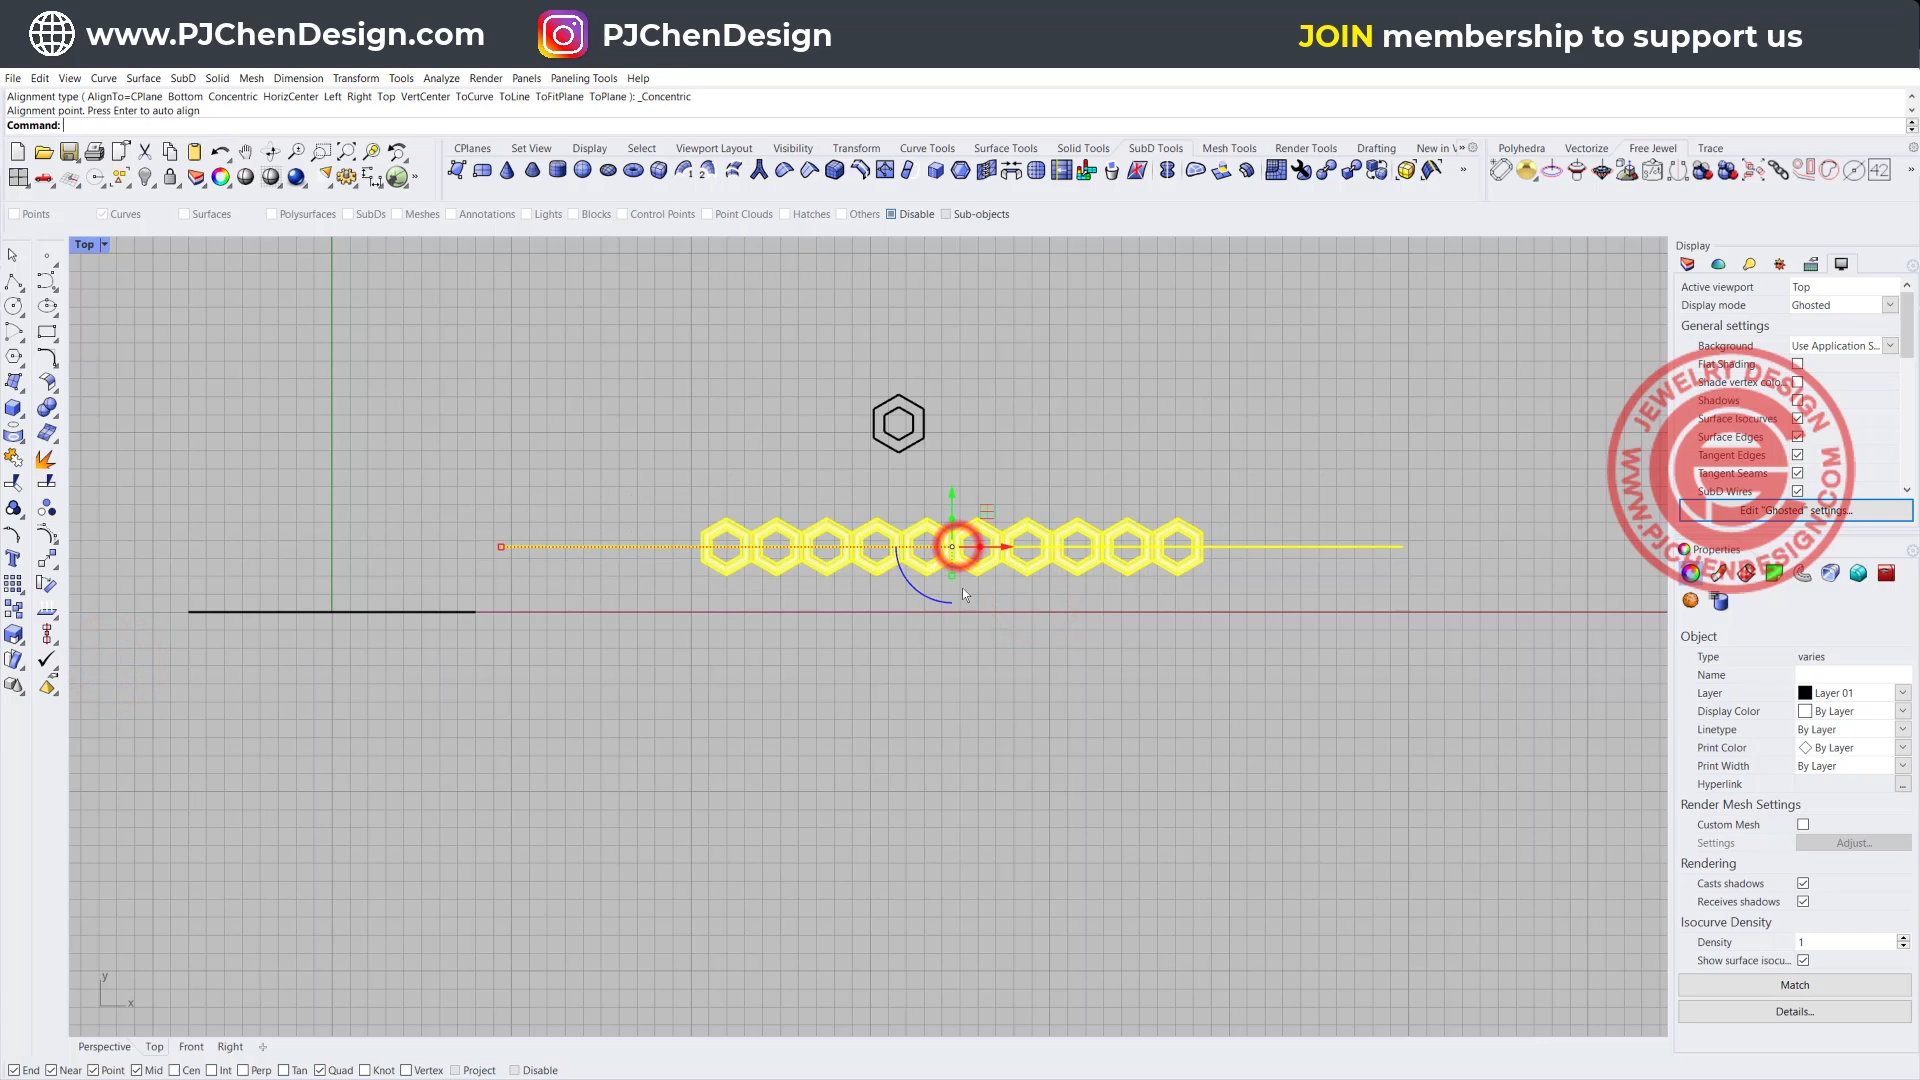 www.PJChenDesign.com PJChenDesign JOIN membership to support us
File Edit View Curve Surface SubD Solid Mesh Dimension Transform Tools Analyze Render Panels Paneling Tools Help
Alignment type ( AlignTo=CPlane Bottom Concentric HorizCenter Left Right Top VertCenter ToCurve ToLine ToFitPlane ToPlane ): _Concentric
Alignment point. Press Enter to auto align
Command:
CPlanes Set View Display Select Viewport Layout Visibility Transform Curve Tools Surface Tools Solid Tools SubD Tools Mesh Tools Render Tools Drafting New in V Polyhedra Vectorize Free Jewel Trace
42
Points Curves Surfaces Polysurfaces SubDs Meshes Annotations Lights Blocks Control Points Point Clouds Hatches Others Disable Sub-objects
Top
Display
Active viewport Top
Display mode Ghosted
General settings
Background Use Application S...
Flat Shading
Shade vertex colo...
Shadows
Surface Isocurves
Surface Edges
Tangent Edges
Tangent Seams
SubD Wires
Edit "Ghosted" settings...
JEWELRY DESIGN
WWW.PJCHENDESIGN.COM
Properties
Object
Type varies
Name
Layer Layer 01
Display Color By Layer
Linetype By Layer
Print Color By Layer
Print Width By Layer
Hyperlink ...
Render Mesh Settings
Custom Mesh
Settings Adjust...
Rendering
Casts shadows
Receives shadows
Isocurve Density
Density 1
Show surface isocu...
Match
Details...
y
x
Perspective Top Front Right
End Near Point Mid Cen Int Perp Tan Quad Knot Vertex Project Disable